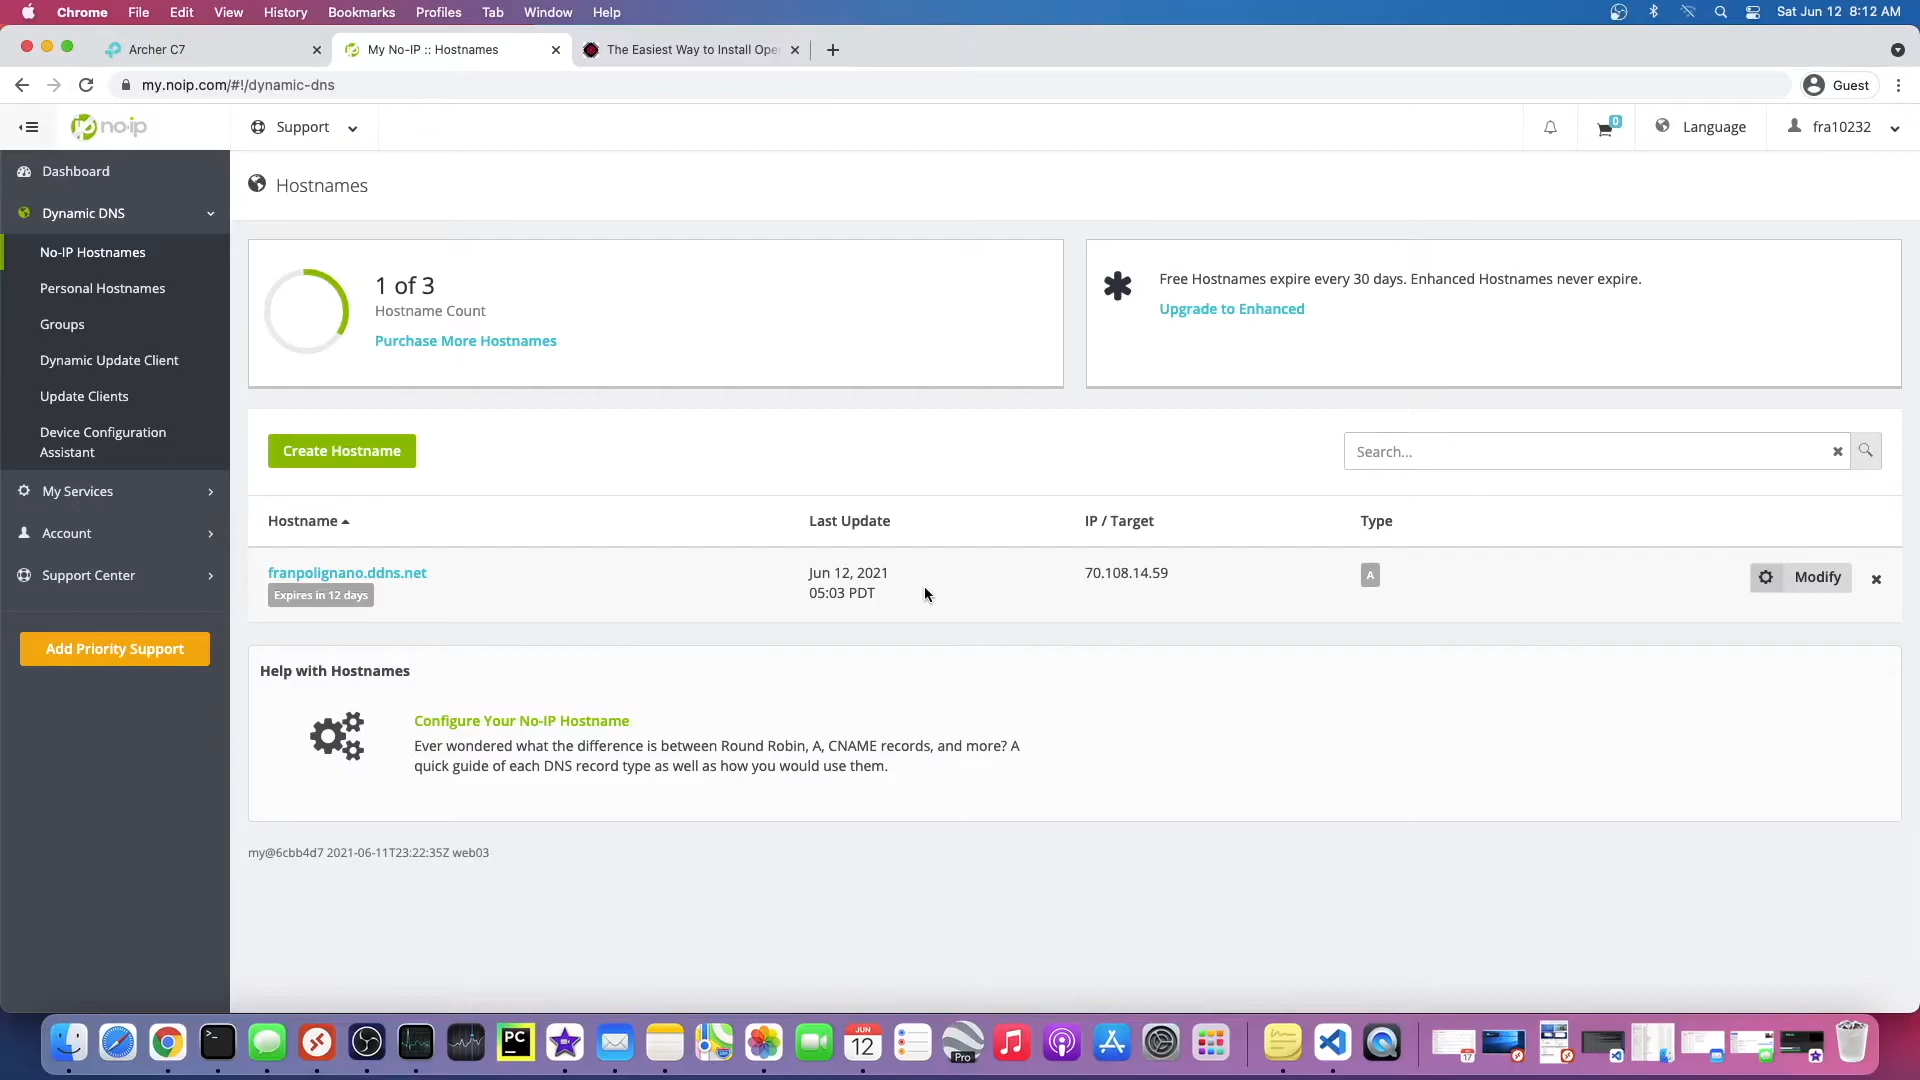 Chrome File Edit View History Bookmarks Profiles Tab Window Help
Sat Jun 12 8:12 AM
Archer C7
My No-IP :: Hostnames
The Easiest Way to Install Ope
my.noip.com/#!/dynamic-dns
Guest
no-ip
Support
0
Language
fra10232
Dashboard
Dynamic DNS
No-IP Hostnames
Personal Hostnames
Groups
Dynamic Update Client
Update Clients
Device Configuration
Assistant
My Services
Account
Support Center
Add Priority Support
Hostnames
1 of 3
Hostname Count
Purchase More Hostnames
Free Hostnames expire every 30 days. Enhanced Hostnames never expire.
Upgrade to Enhanced
Create Hostname
Search...
Hostname Last Update IP / Target Type
franpolignano.ddns.net
Expires in 12 days
Jun 12, 2021
05:03 PDT
70.108.14.59
A
Modify
Help with Hostnames
Configure Your No-IP Hostname
Ever wondered what the difference is between Round Robin, A, CNAME records, and more? A
quick guide of each DNS record type as well as how you would use them.
my@6cbb4d7 2021-06-11T23:22:35Z web03
PC
JUN
12
Pro